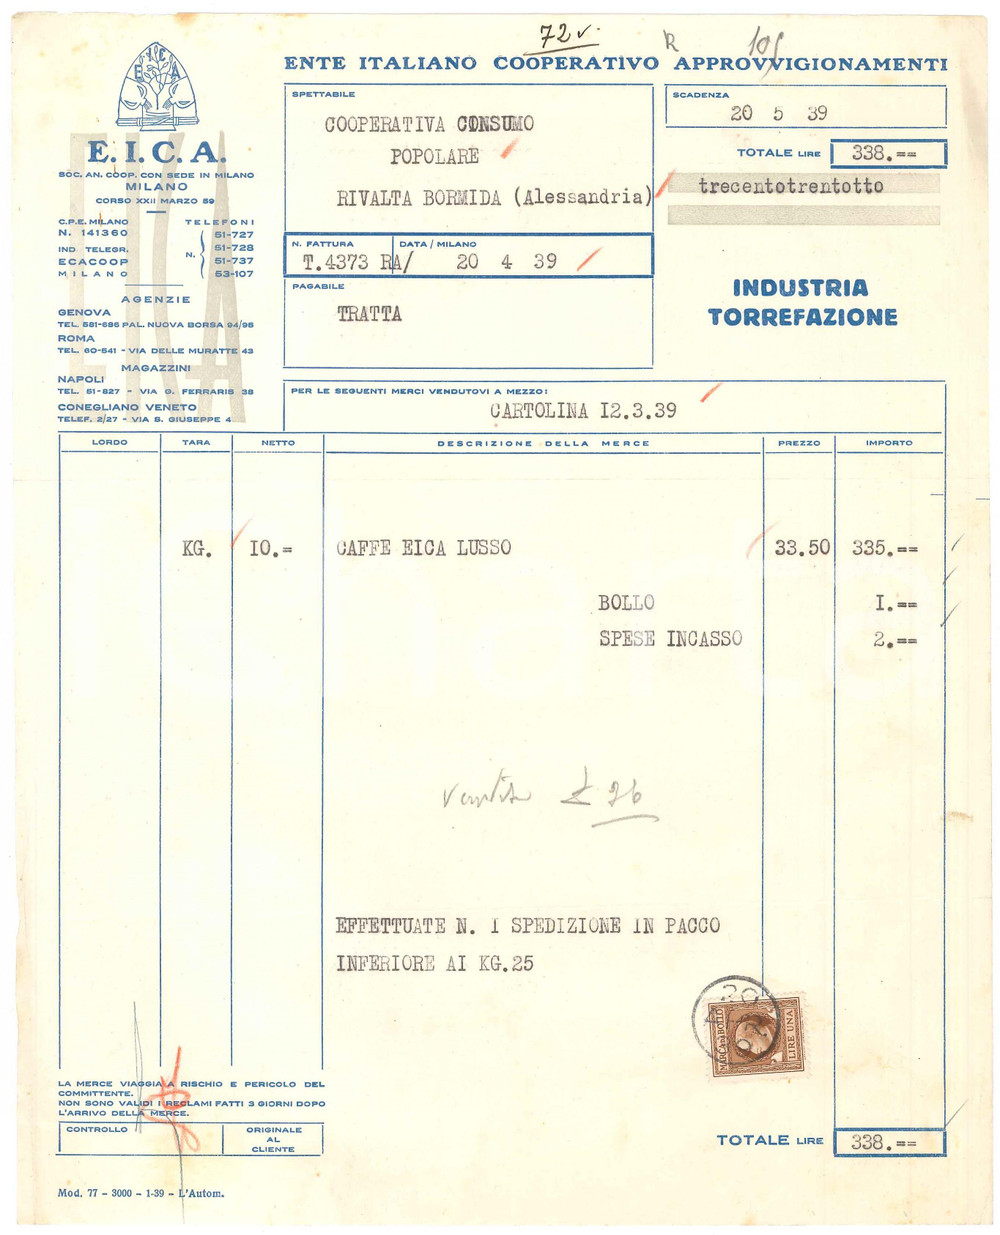 72 v.
R
ENTE ITALIANO COOPERATIVO APPROVVIGIONAMENTI
E I C A
E. I. C. A.
SOC. AN. COOP. CON SEDE IN MILANO
MILANO
CORSO XXII MARZO 59
C.P.E. MILANO
N. 141360
IND. TELEGR.
ECACOOP
MILANO
TELEFONI
N.
51-727
51-728
51-737
53-107
AGENZIE
GENOVA
TEL. 581-686 PAL. NUOVA BORSA 94/95
ROMA
TEL. 60-541 - VIA DELLE MURATTE 43
MAGAZZINI
NAPOLI
TEL. 51-827 - VIA G. FERRARIS 38
CONEGLIANO VENETO
TELEF. 2/27 - VIA S. GIUSEPPE 4
SPETTABILE
COOPERATIVA CONSUMO
POPOLARE
RIVALTA BORMIDA (Alessandria)
N. FATTURA
T.4373 RA/
DATA / MILANO
20 4 39
PAGABILE
TRATTA
SCADENZA
20 5 39
TOTALE LIRE 338.==
trecentotrentotto
INDUSTRIA
TORREFAZIONE
PER LE SEGUENTI MERCI VENDUTOVI A MEZZO:
CARTOLINA I2.3.39
LORDO TARA NETTO DESCRIZIONE DELLA MERCE PREZZO IMPORTO
KG. IO.= CAFFE EICA LUSSO 33.50 335.==
BOLLO I.==
SPESE INCASSO 2.==
EFFETTUATE N. 1 SPEDIZIONE IN PACCO
INFERIORE AI KG.25
MARCA DA BOLLO
LIRE UNA
LA MERCE VIAGGIA A RISCHIO E PERICOLO DEL
COMMITTENTE.
NON SONO VALIDI I RECLAMI FATTI 3 GIORNI DOPO
L'ARRIVO DELLA MERCE.
CONTROLLO
ORIGINALE
AL
CLIENTE
TOTALE LIRE 338.==
Mod. 77 - 3000 - 1-39 - L'Autom.